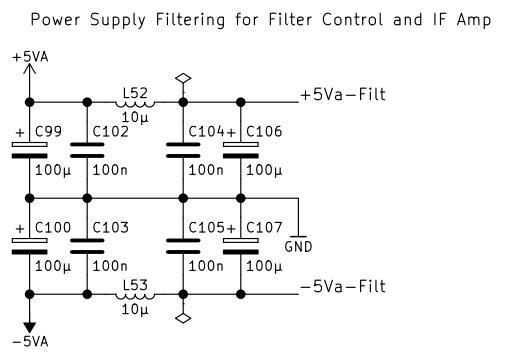 Power Supply Filtering for Filter Control and IF Amp
+5VA
L52
+5Va-Filt
10µ
+ C99
C102
C104
+ C106
100µ
100n
100n
100µ
+ C100
C103
C105
+ C107
GND
100µ
100n
100n
100µ
L53
-5Va-Filt
10µ
-5VA